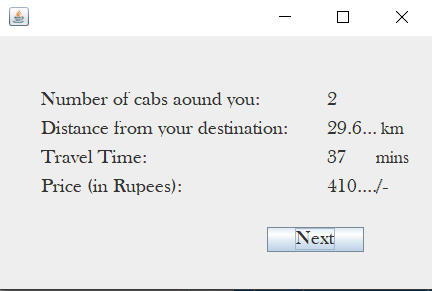 Number of cabs aound you: 2
Distance from your destination: 29.6... km
Travel Time: 37 mins
Price (in Rupees): 410..../-
Next